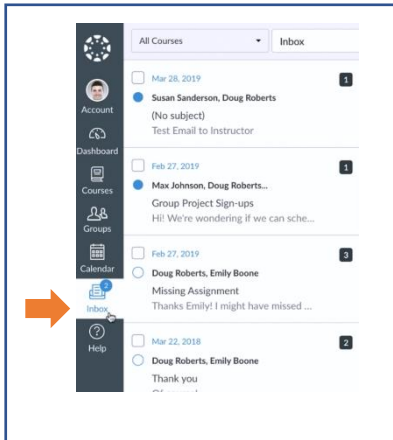 All Courses
Inbox
Account
Dashboard
Courses
Groups
Calendar
2
Inbox
Help
Mar 28, 2019
1
Susan Sanderson, Doug Roberts
(No subject)
Test Email to Instructor
Feb 27, 2019
1
Max Johnson, Doug Roberts...
Group Project Sign-ups
Hi! We're wondering if we can sche...
Feb 27, 2019
3
Doug Roberts, Emily Boone
Missing Assignment
Thanks Emily! I might have missed ...
Mar 22, 2018
2
Doug Roberts, Emily Boone
Thank you